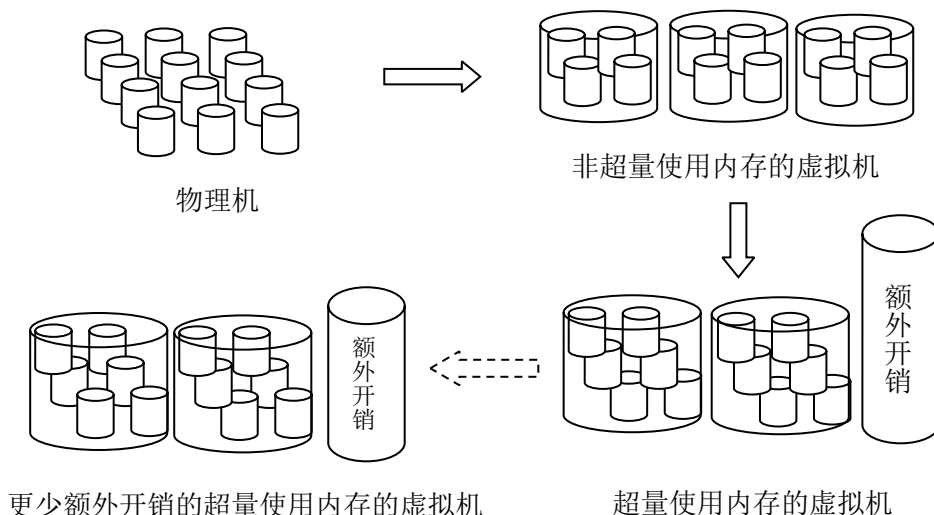 物理机
非超量使用内存的虚拟机
额外开销
额外开销
更少额外开销的超量使用内存的虚拟机
超量使用内存的虚拟机